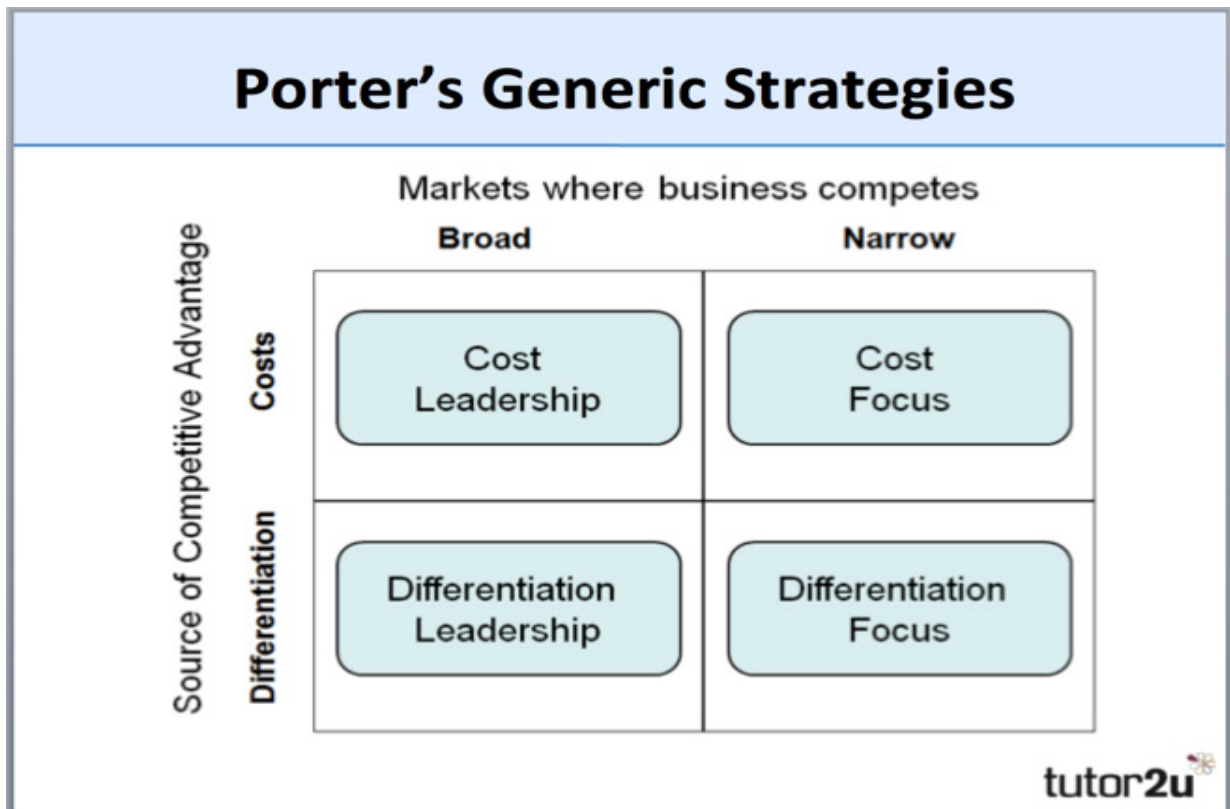 Porter's Generic Strategies
Markets where business competes
Broad
Narrow
Source of Competitive Advantage
Costs
Cost
Leadership
Cost
Focus
Differentiation
Differentiation
Leadership
Differentiation
Focus
tutor2u